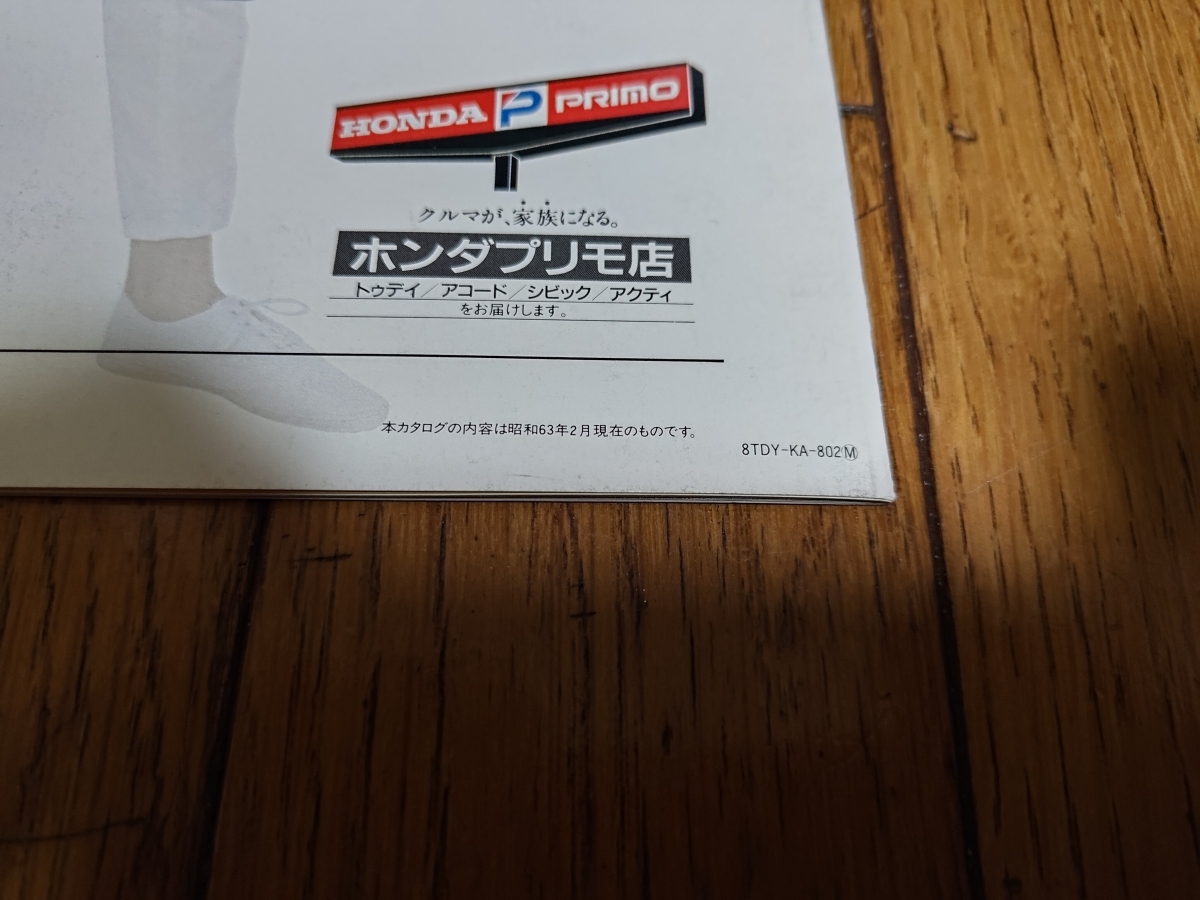 HONDA P PRIMO
クルマが、家族になる。
ホンダプリモ店
トゥデイ／アコード／シビック／アクティ
をお届けします。
本カタログの内容は昭和63年2月現在のものです。
8TDY-KA-802Ⓜ